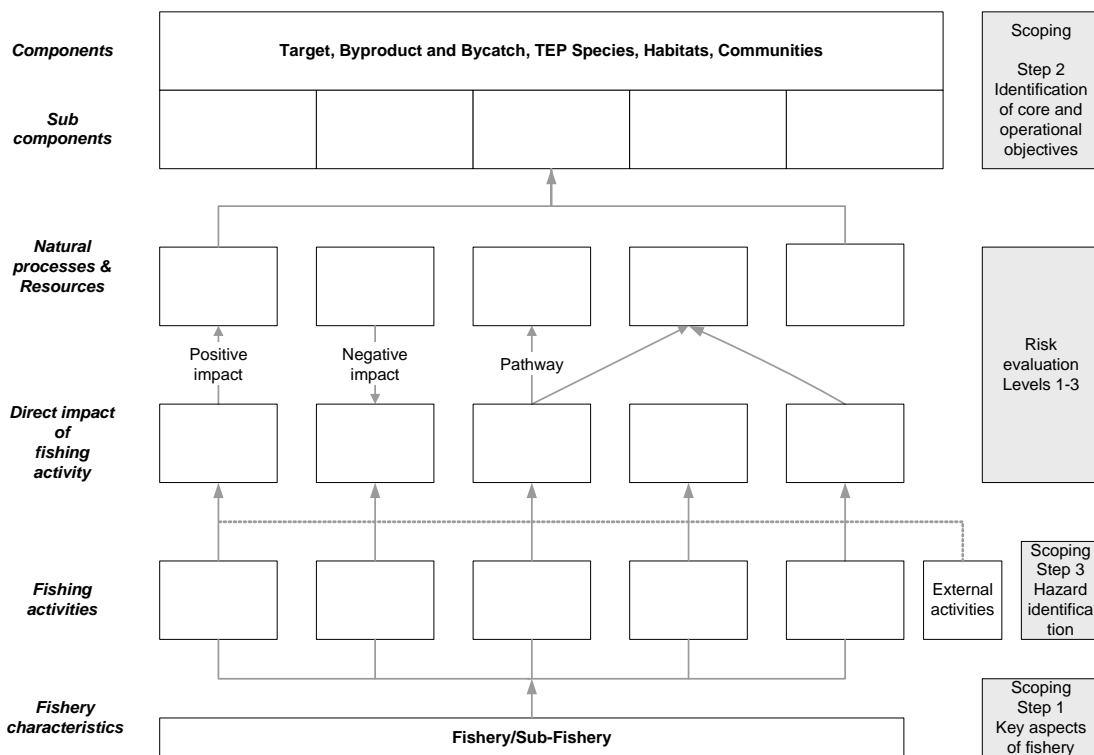 Components
Target, Byproduct and Bycatch, TEP Species, Habitats, Communities
Scoping
Step 2
Identification
of core and
operational
objectives
Sub
components
Natural
processes &
Resources
Positive
impact
Negative
impact
Pathway
Risk
evaluation
Levels 1-3
Direct impact
of
fishing
activity
Fishing
activities
External
activities
Scoping
Step 3
Hazard
identifica
tion
Fishery
characteristics
Fishery/Sub-Fishery
Scoping
Step 1
Key aspects
of fishery